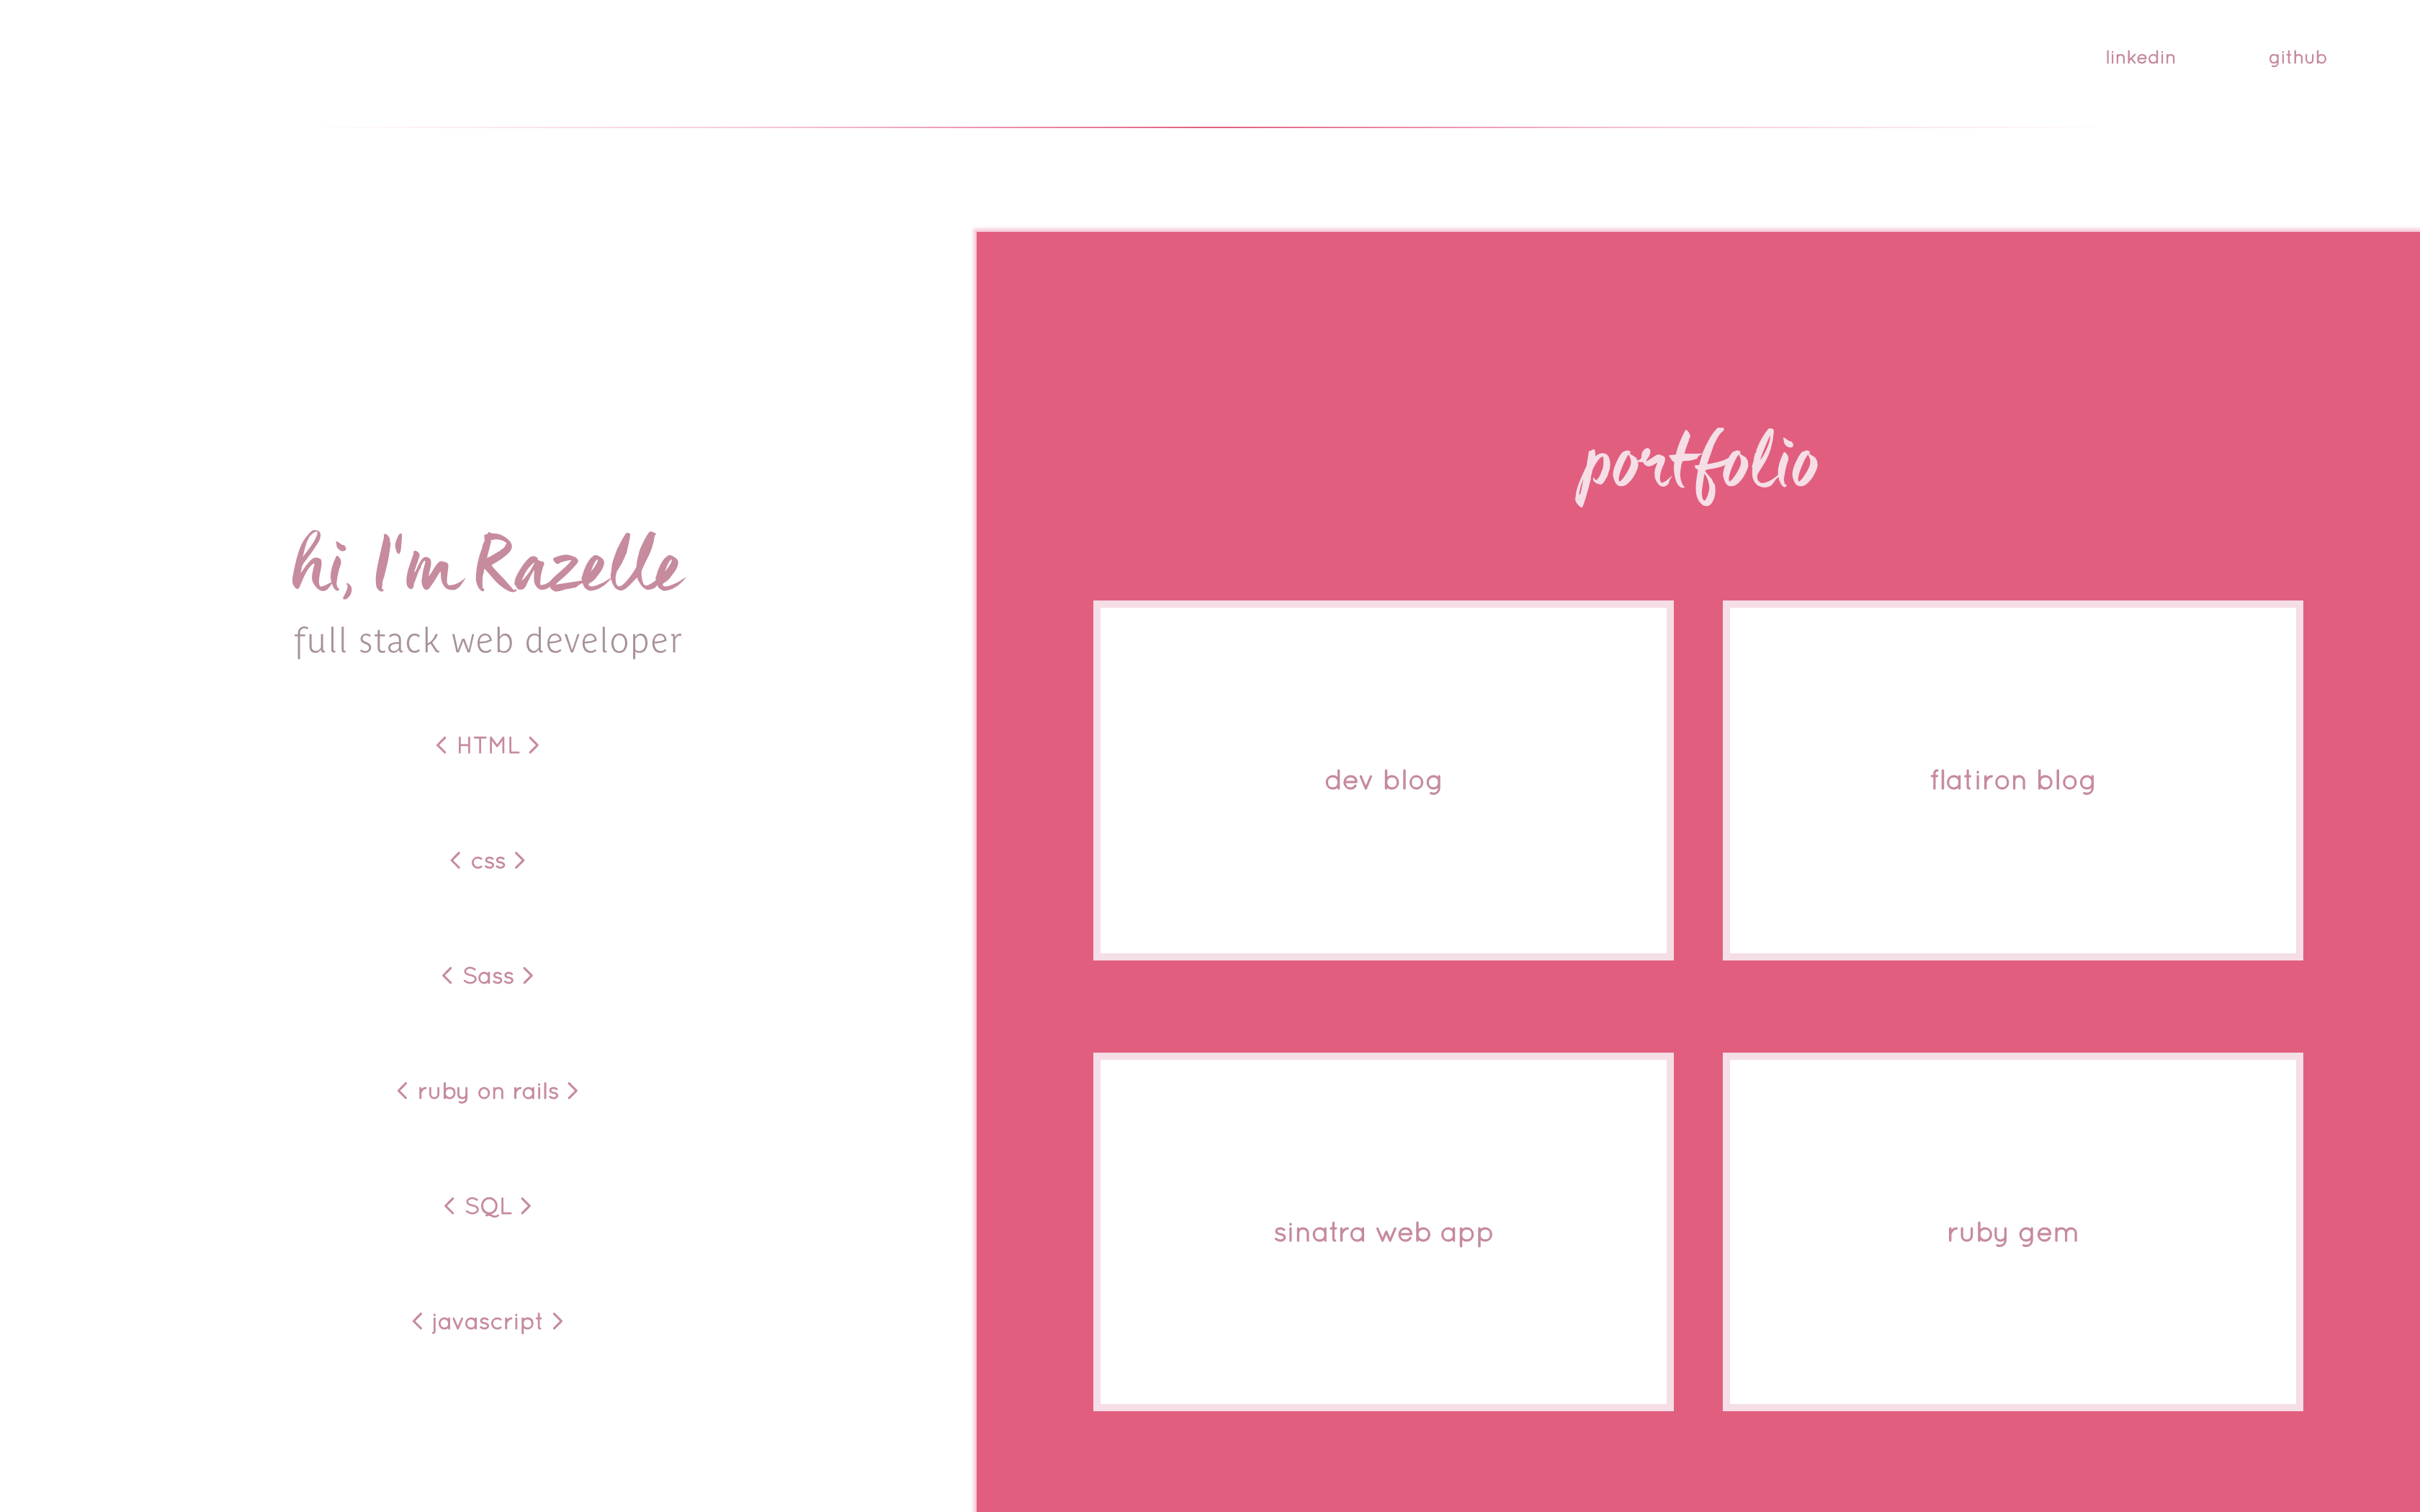 linkedin github
hi, I'm Razelle
full stack web developer
< HTML >
< css >
< Sass >
< ruby on rails >
< SQL >
< javascript >
portfolio
dev blog
flatiron blog
sinatra web app
ruby gem